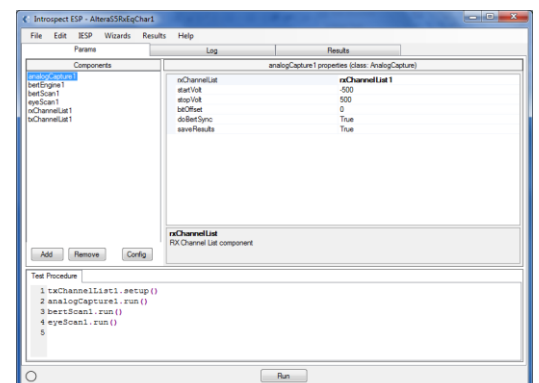 Introspect ESP - AlteraS5RxEqChar1
File Edit IESP Wizards Results Help
Params Log Results
Components
analogCapture1
bertEngine1
bertScan1
eyeScan1
rxChannelList1
txChannelList1
analogCapture1 properties (class: AnalogCapture)
rxChannelList rxChannelList1
startVolt -500
stopVolt 500
bitOffset 0
doBertSync True
saveResults True
rxChannelList
RX Channel List component
Add Remove Config
Test Procedure
1 txChannelList1.setup()
2 analogCapture1.run()
3 bertScan1.run()
4 eyeScan1.run()
5
Run